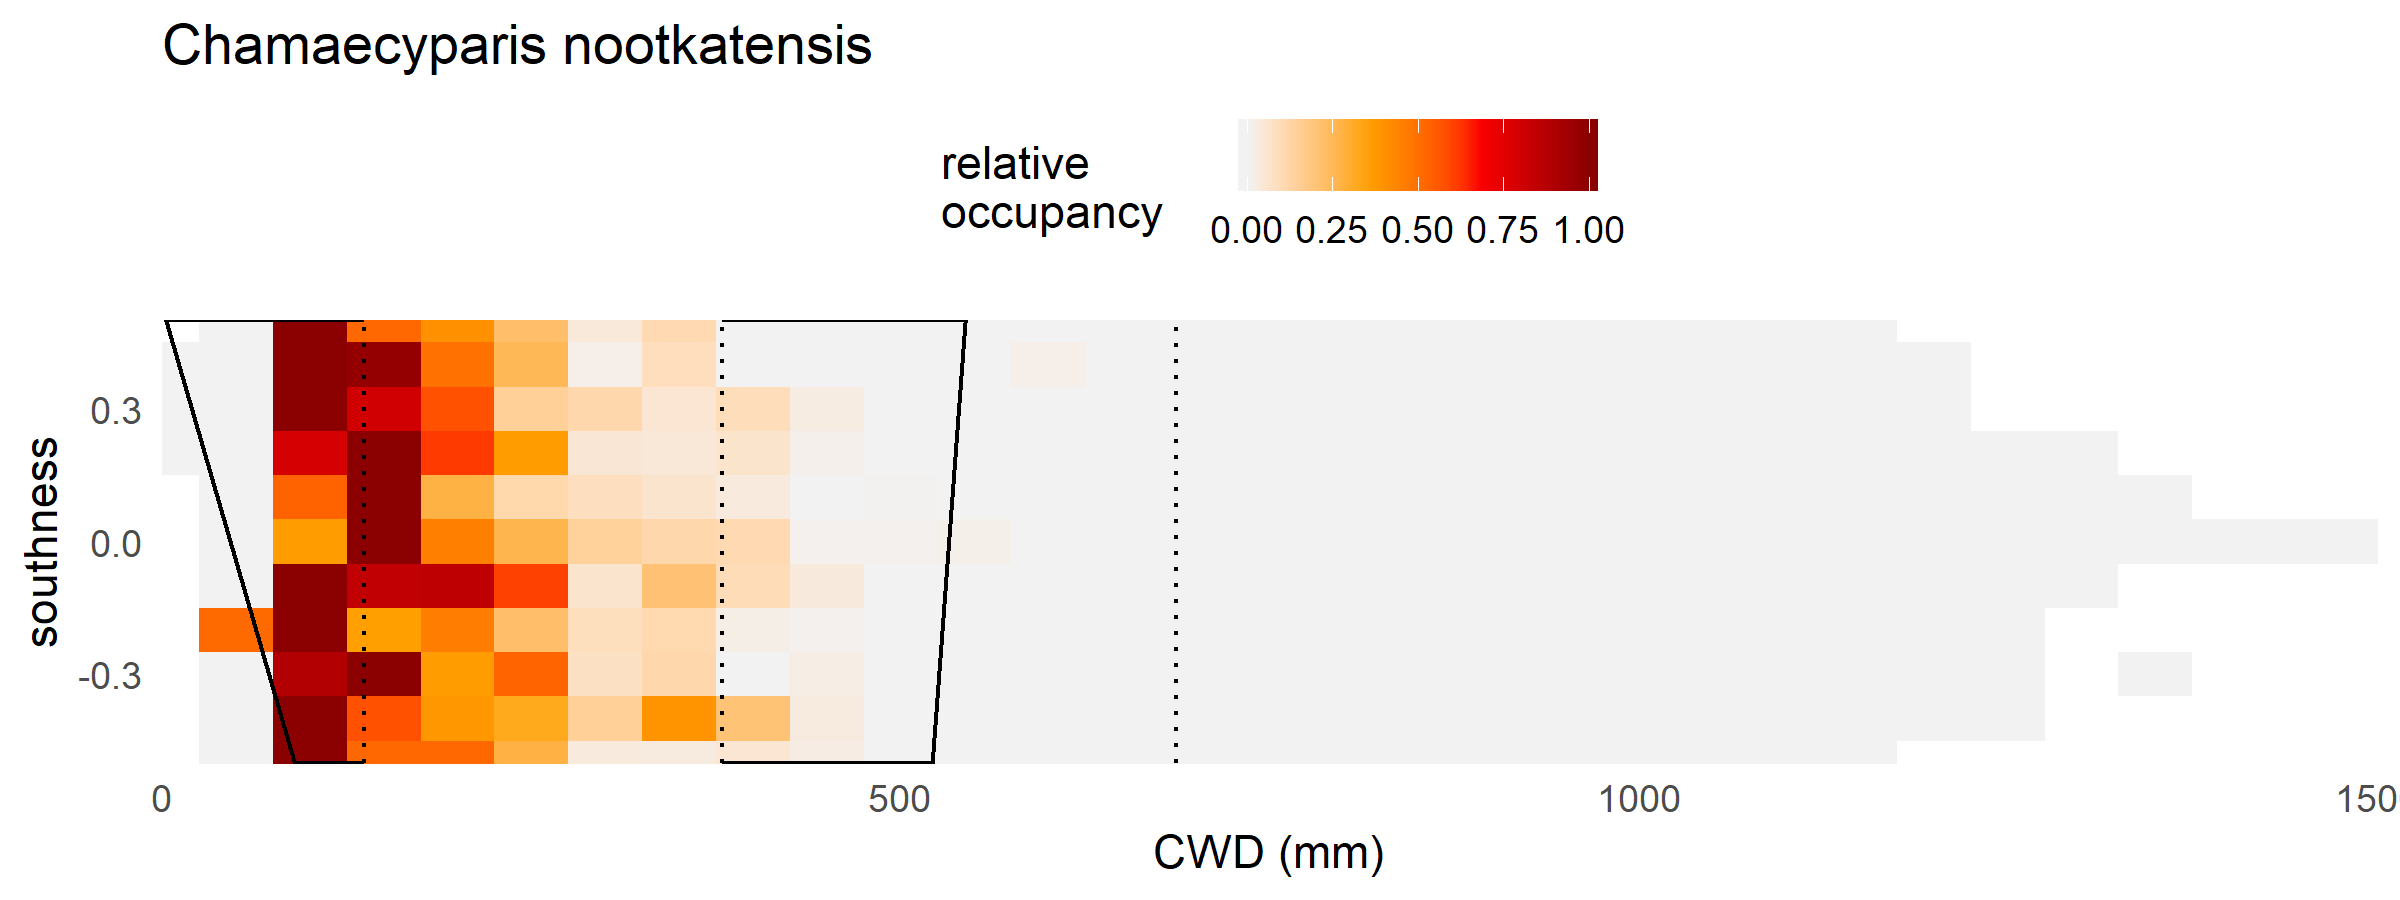 Chamaecyparis nootkatensis
relative
occupancy
0.00 0.25 0.50 0.75 1.00
southness
0.3
0.0
-0.3
0 500 1000 150
CWD (mm)